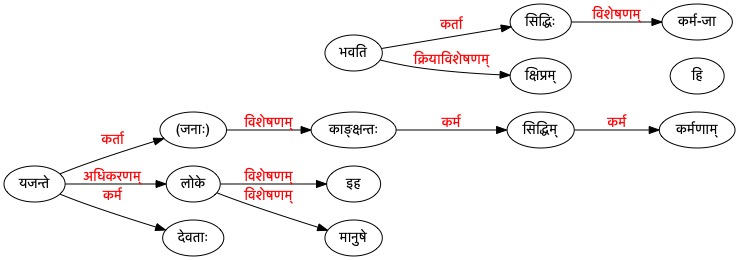 कर्ता
सिद्धिः
विशेषणम्
कर्म-जा
भवति
क्रियाविशेषणम्
क्षिप्रम्
हि
कर्ता
(जनाः)
विशेषणम्
काङ्क्षन्तः
कर्म
सिद्धिम्
कर्म
कर्मणाम्
यजन्ते
अधिकरणम्
लोके
विशेषणम्
इह
कर्म
विशेषणम्
देवताः
मानुषे